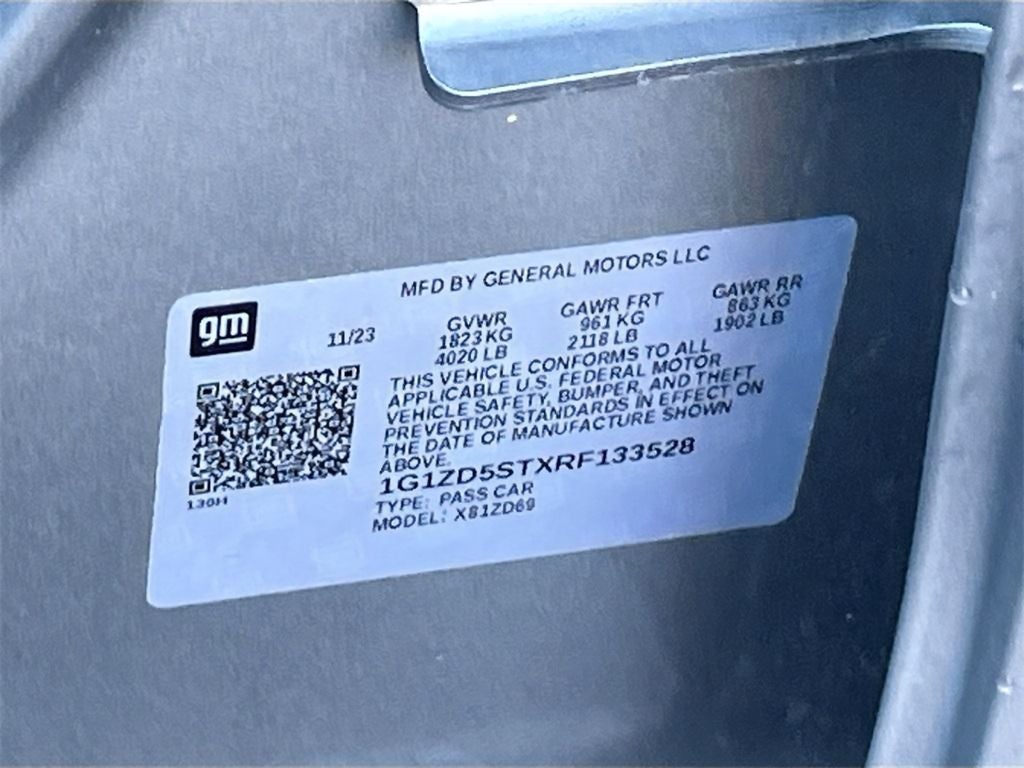 MFD BY GENERAL MOTORS LLC
gm
11/23
GVWR
1823 KG
4020 LB
GAWR FRT
961 KG
2118 LB
GAWR RR
863 KG
1902 LB
THIS VEHICLE CONFORMS TO ALL
APPLICABLE U.S. FEDERAL MOTOR
VEHICLE SAFETY, BUMPER, AND THEFT
PREVENTION STANDARDS IN EFFECT ON
THE DATE OF MANUFACTURE SHOWN
ABOVE.
1G1ZD5STXRF133528
TYPE: PASS CAR
MODEL: X81ZD69
130H